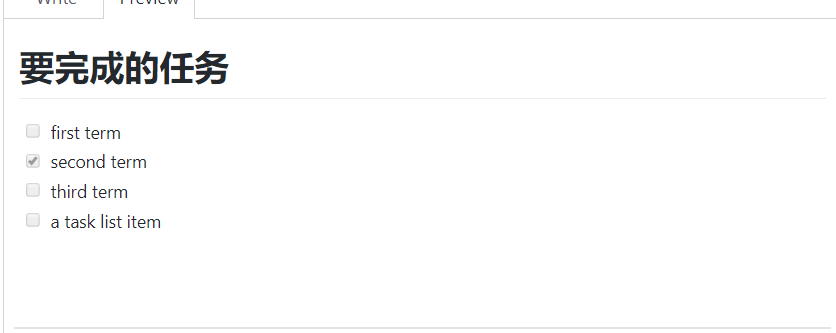 Write
Preview
要完成的任务
first term
second term
third term
a task list item